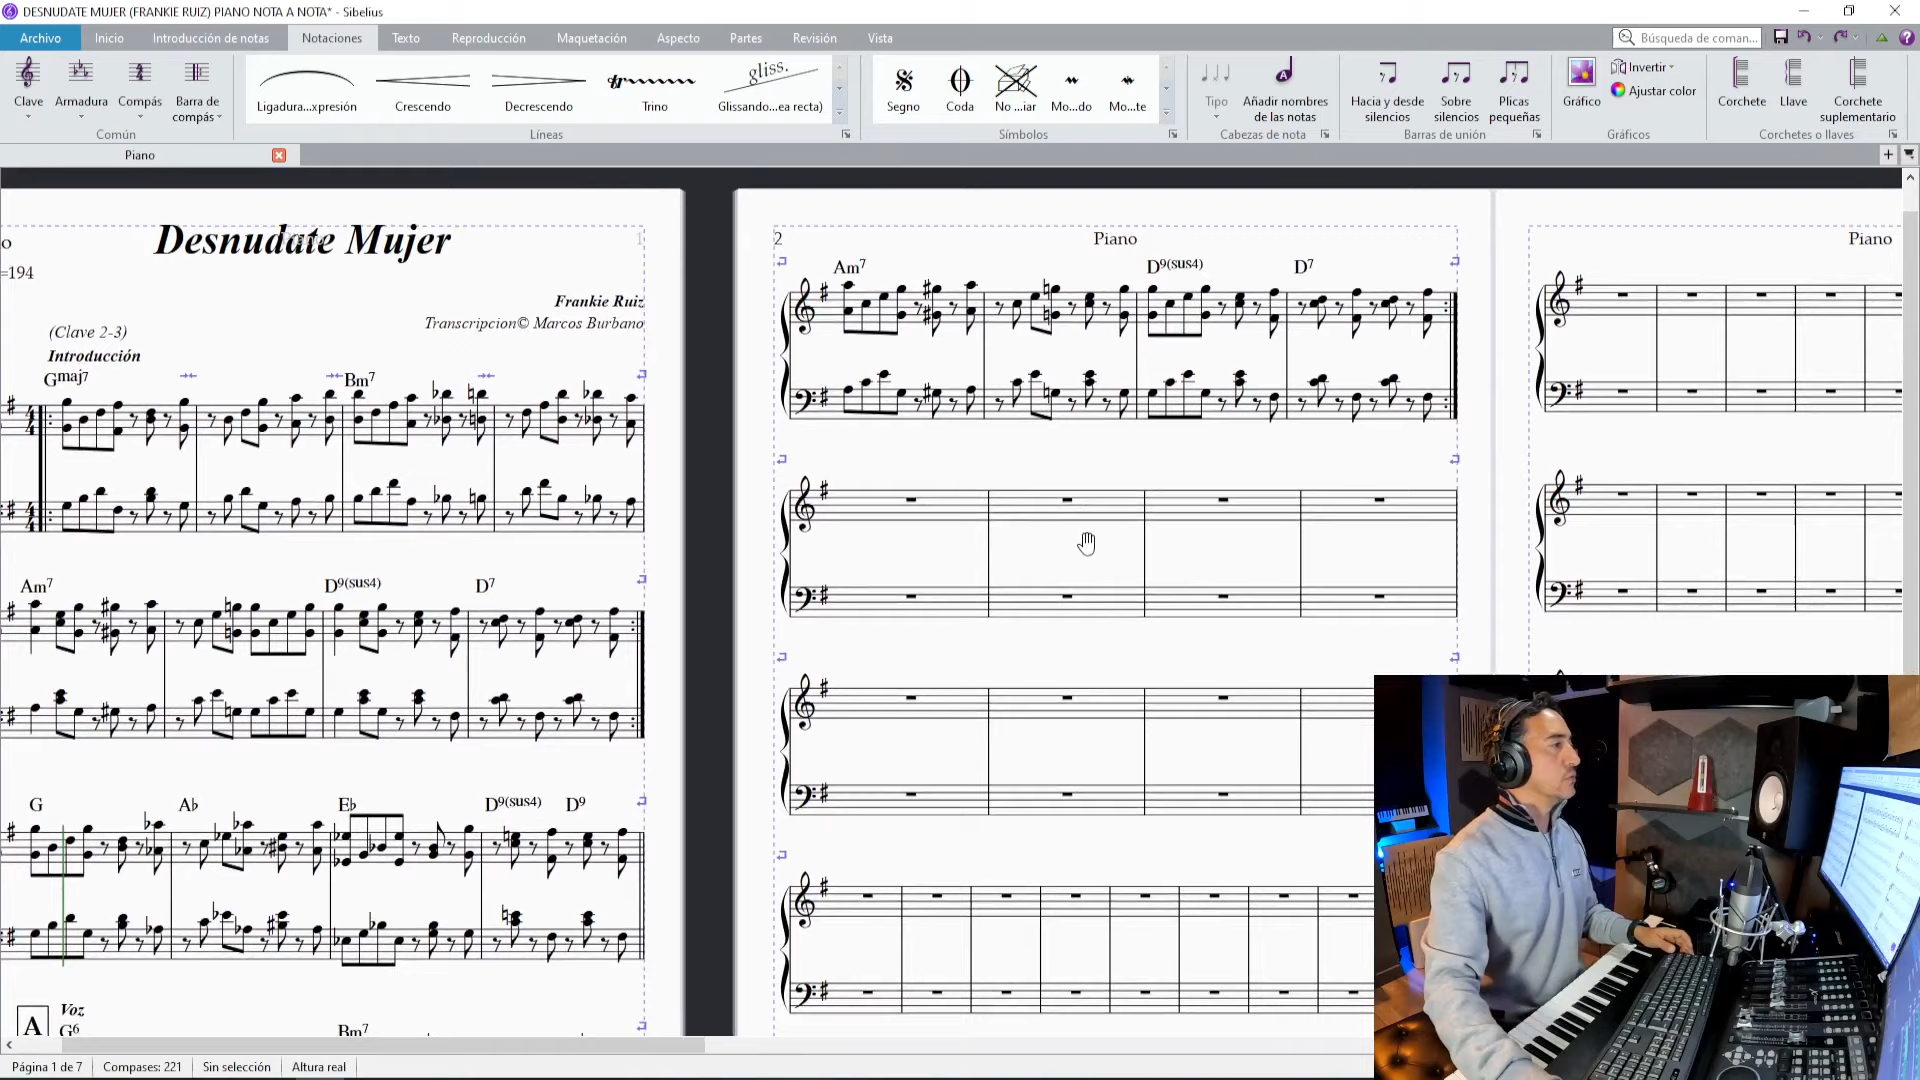 DESNUDATE MUJER (FRANKIE RUIZ) PIANO NOTA A NOTA* - Sibelius
Archivo Inicio Introducción de notas Notaciones Texto Reproducción Maquetación Aspecto Partes Revisión Vista
Búsqueda de coman...
Clave Armadura Compás Barra de compás
Común
gliss.
Ligadura...xpresión Crescendo Decrescendo Trino Glissando...ea recta)
Líneas
Segno Coda No ...iar Mo...do Mo...te
Símbolos
Tipo Añadir nombres de las notas
Cabezas de nota
Hacia y desde silencios Sobre silencios Plicas pequeñas
Barras de unión
Gráfico Invertir Ajustar color
Gráficos
Corchete Llave Corchete suplementario
Corchetes o llaves
Piano
Desnudate Mujer
1
o
=194
Frankie Ruiz
Transcripcion© Marcos Burbano
(Clave 2-3)
Introducción
Gmaj7 Bm7
Am7 D9(sus4) D7
G A♭ E♭ D9(sus4) D9
A Voz
G6 Bm7
2 Piano
Am7 D9(sus4) D7
Piano
Página 1 de 7 Compases: 221 Sin selección Altura real